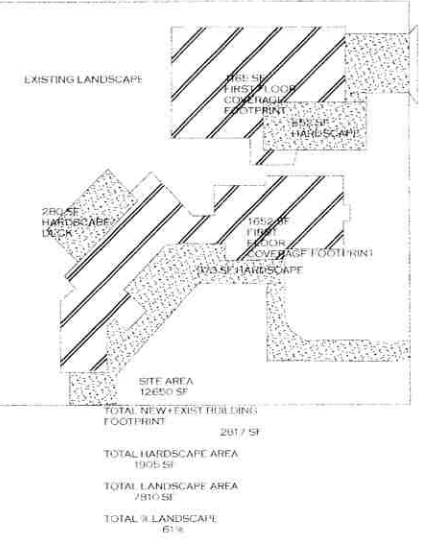 EXISTING LANDSCAPE
1165 SF
FIRST FLOOR
COVERAGE
FOOTPRINT
SF
HARDSCAPE
280 SF
HARDSCAPE/
DECK
1652 SF
FIRST
FLOOR
COVERAGE FOOTPRINT
SF HARDSCAPE
SITE AREA
12650 SF
TOTAL NEW+EXIST BUILDING
FOOTPRINT
2817 SF
TOTAL HARDSCAPE AREA
1905 SF
TOTAL LANDSCAPE AREA
7810 SF
TOTAL % LANDSCAPE
61%